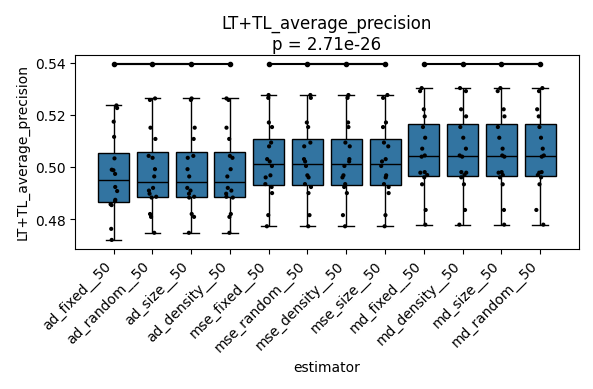 LT+TL_average_precision
p = 2.71e-26
LT+TL_average_precision
0.54
0.52
0.50
0.48
ad_fixed__50
ad_random__50
ad_size__50
ad_density__50
mse_fixed__50
mse_random__50
mse_density__50
mse_size__50
md_fixed__50
md_density__50
md_size__50
md_random__50
estimator